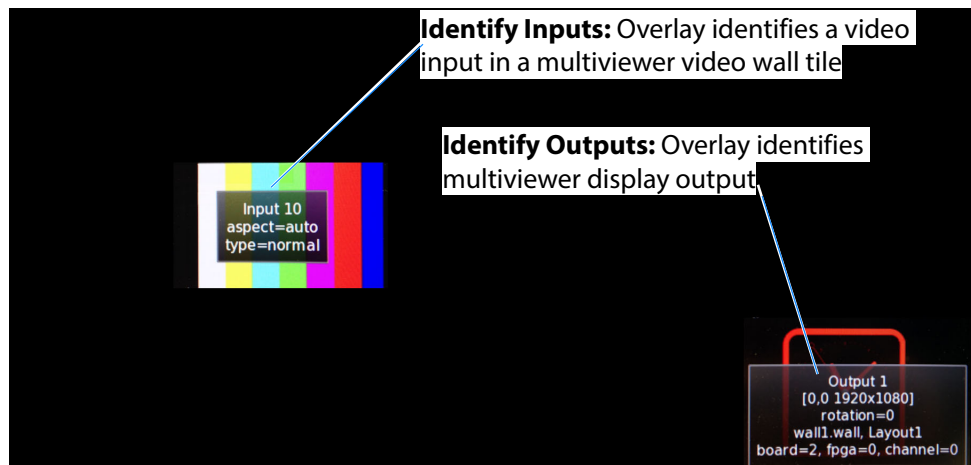 Identify Inputs: Overlay identifies a video
input in a multiviewer video wall tile
Identify Outputs: Overlay identifies
multiviewer display output
Input 10
aspect=auto
type=normal
Output 1
[0,0 1920x1080]
rotation=0
wall1.wall, Layout1
board=2, fpga=0, channel=0